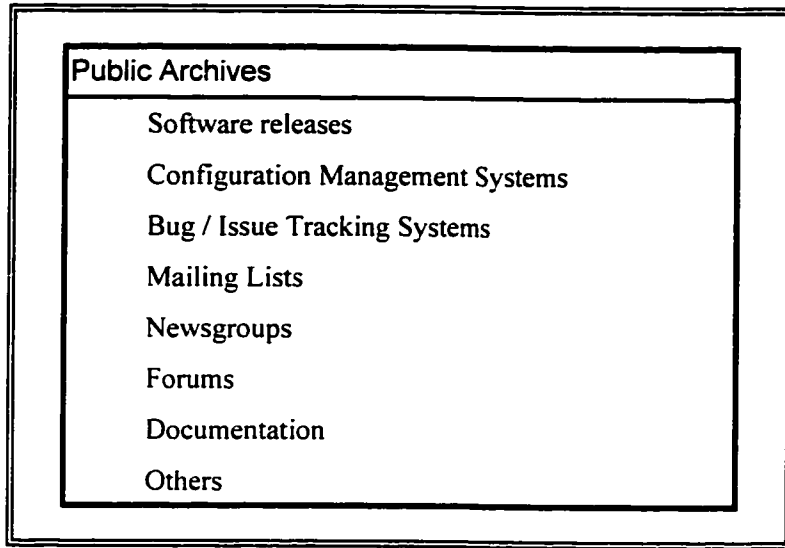 Public Archives
Software releases
Configuration Management Systems
Bug / Issue Tracking Systems
Mailing Lists
Newsgroups
Forums
Documentation
Others